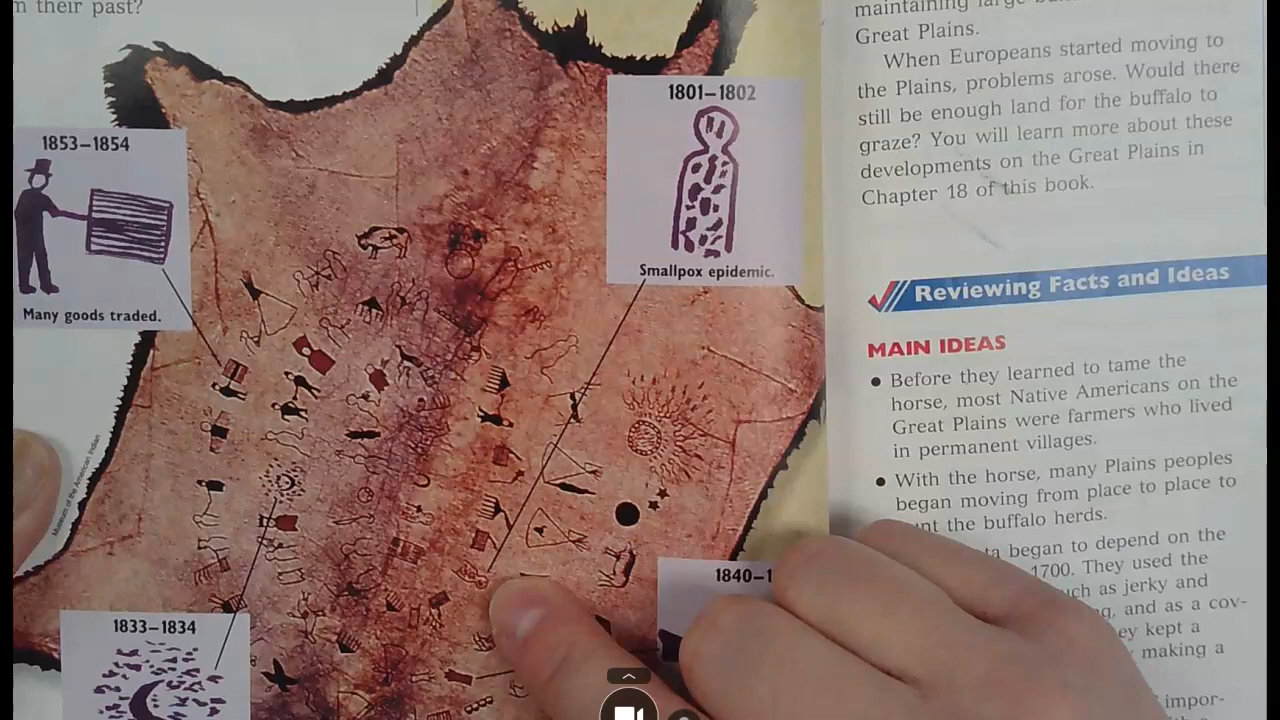 their past?
1853–1854
Many goods traded.
1801–1802
Smallpox epidemic.
Museum of the American Indian
1833–1834
maintaining large
Great Plains.
When Europeans started moving to
the Plains, problems arose. Would there
still be enough land for the buffalo to
graze? You will learn more about these
developments on the Great Plains in
Chapter 18 of this book.
Reviewing Facts and Ideas
MAIN IDEAS
● Before they learned to tame the
horse, most Native Americans on the
Great Plains were farmers who lived
in permanent villages.
● With the horse, many Plains peoples
began moving from place to place to
the buffalo herds.
began to depend on the
1700. They used the
such as jerky and
and as a cov-
kept a
making a
impor-
1840–1